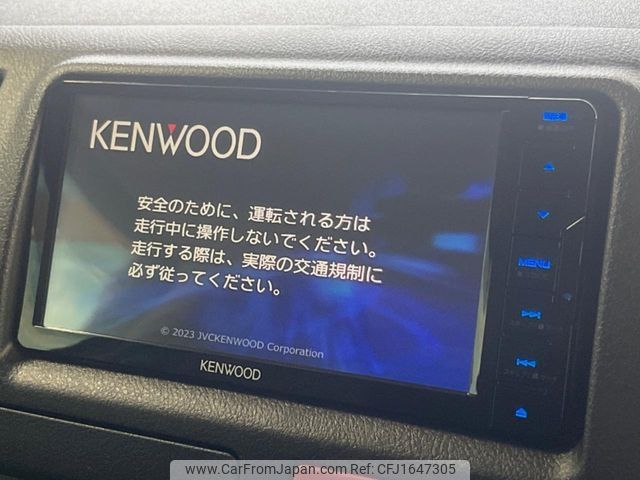 KENWOOD
安全のために、運転される方は
走行中に操作しないでください。
走行する際は、実際の交通規制に
必ず従ってください。
© 2023 JVCKENWOOD Corporation
KENWOOD
MENU
www.CarFromJapan.com - CFJ1647305